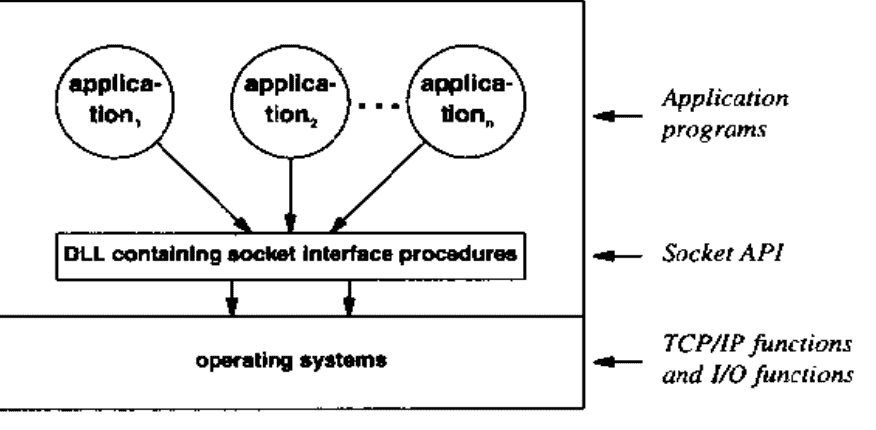 applica-
tion₁
applica-
tion₂
...
applica-
tionₙ
Application
programs
DLL containing socket interface procedures
Socket API
operating systems
TCP/IP functions
and I/O functions